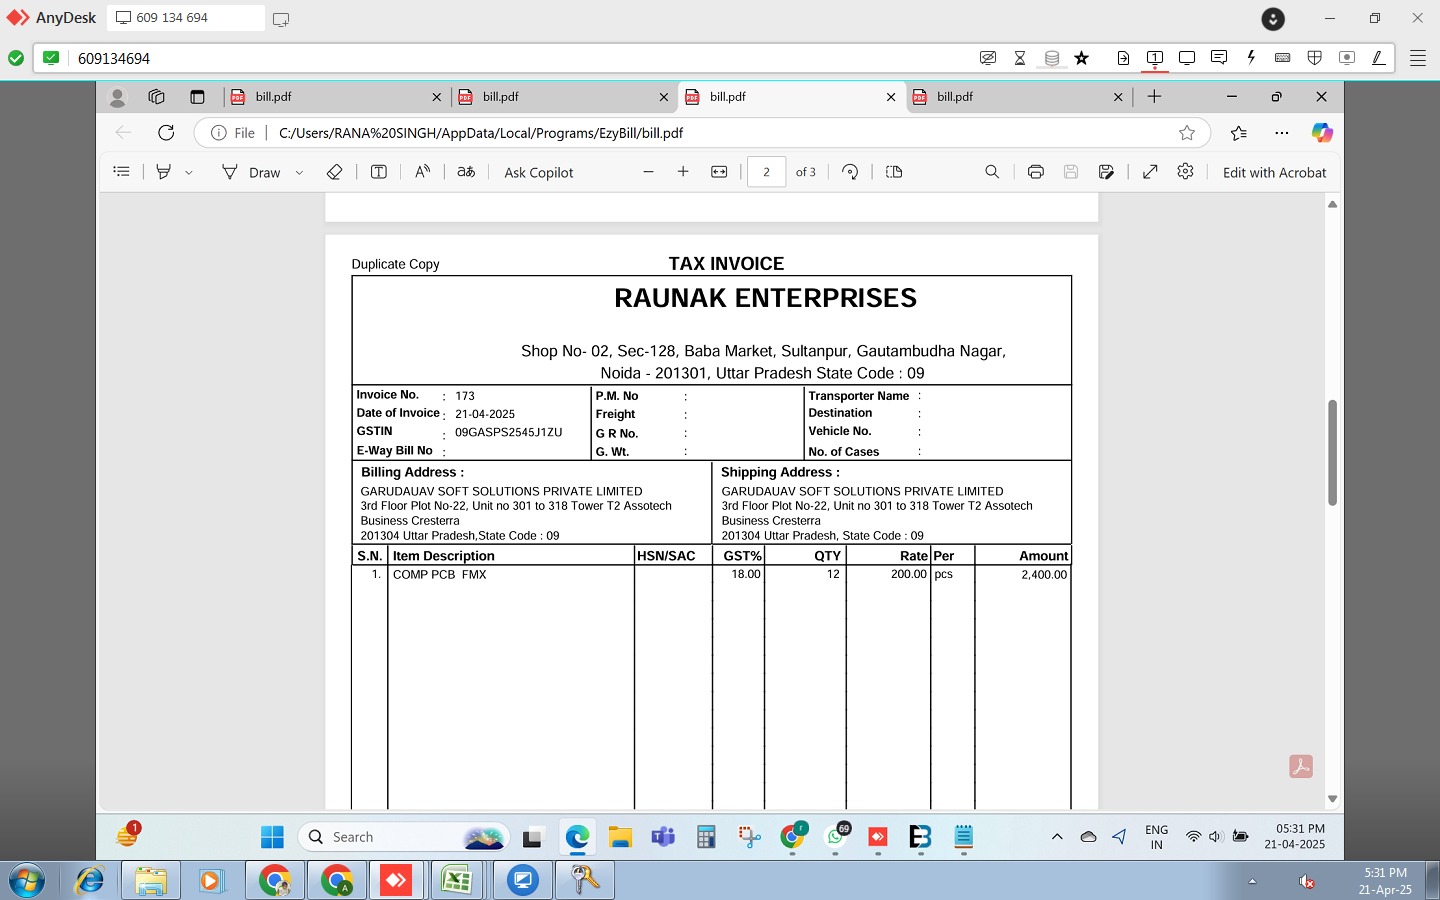 AnyDesk
609 134 694
609134694
1
bill.pdf
bill.pdf
bill.pdf
bill.pdf
File
C:/Users/RANA%20SINGH/AppData/Local/Programs/EzyBill/bill.pdf
Draw
aあ
Ask Copilot
2 of 3
Edit with Acrobat
Duplicate Copy
TAX INVOICE
RAUNAK ENTERPRISES
Shop No- 02, Sec-128, Baba Market, Sultanpur, Gautambudha Nagar,
Noida - 201301, Uttar Pradesh State Code : 09
Invoice No. : 173 P.M. No : Transporter Name :
Date of Invoice : 21-04-2025 Freight : Destination :
GSTIN : 09GASPS2545J1ZU G R No. : Vehicle No. :
E-Way Bill No : G. Wt. : No. of Cases :
Billing Address : Shipping Address :
GARUDAUAV SOFT SOLUTIONS PRIVATE LIMITED GARUDAUAV SOFT SOLUTIONS PRIVATE LIMITED
3rd Floor Plot No-22, Unit no 301 to 318 Tower T2 Assotech 3rd Floor Plot No-22, Unit no 301 to 318 Tower T2 Assotech
Business Cresterra Business Cresterra
201304 Uttar Pradesh,State Code : 09 201304 Uttar Pradesh, State Code : 09
S.N. Item Description HSN/SAC GST% QTY Rate Per Amount
1. COMP PCB FMX 18.00 12 200.00 pcs 2,400.00
1
Search
69
ENG
IN
05:31 PM
21-04-2025
5:31 PM
21-Apr-25